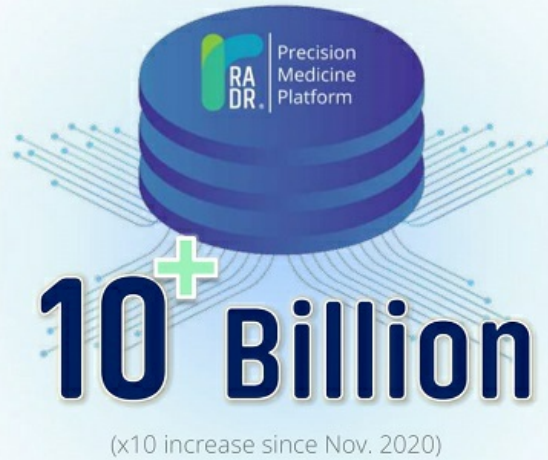 RA
DR®
Precision
Medicine
Platform
10+ Billion
(x10 increase since Nov. 2020)